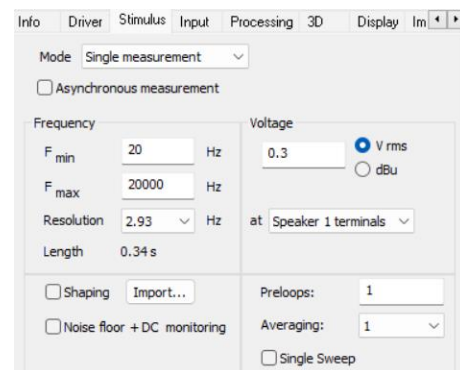 Info Driver Stimulus Input Processing 3D Display Im
Mode Single measurement
Asynchronous measurement
Frequency
F min 20 Hz
F max 20000 Hz
Resolution 2.93 Hz
Length 0.34 s
Voltage
0.3 V rms
dBu
at Speaker 1 terminals
Shaping Import...
Noise floor + DC monitoring
Preloops: 1
Averaging: 1
Single Sweep